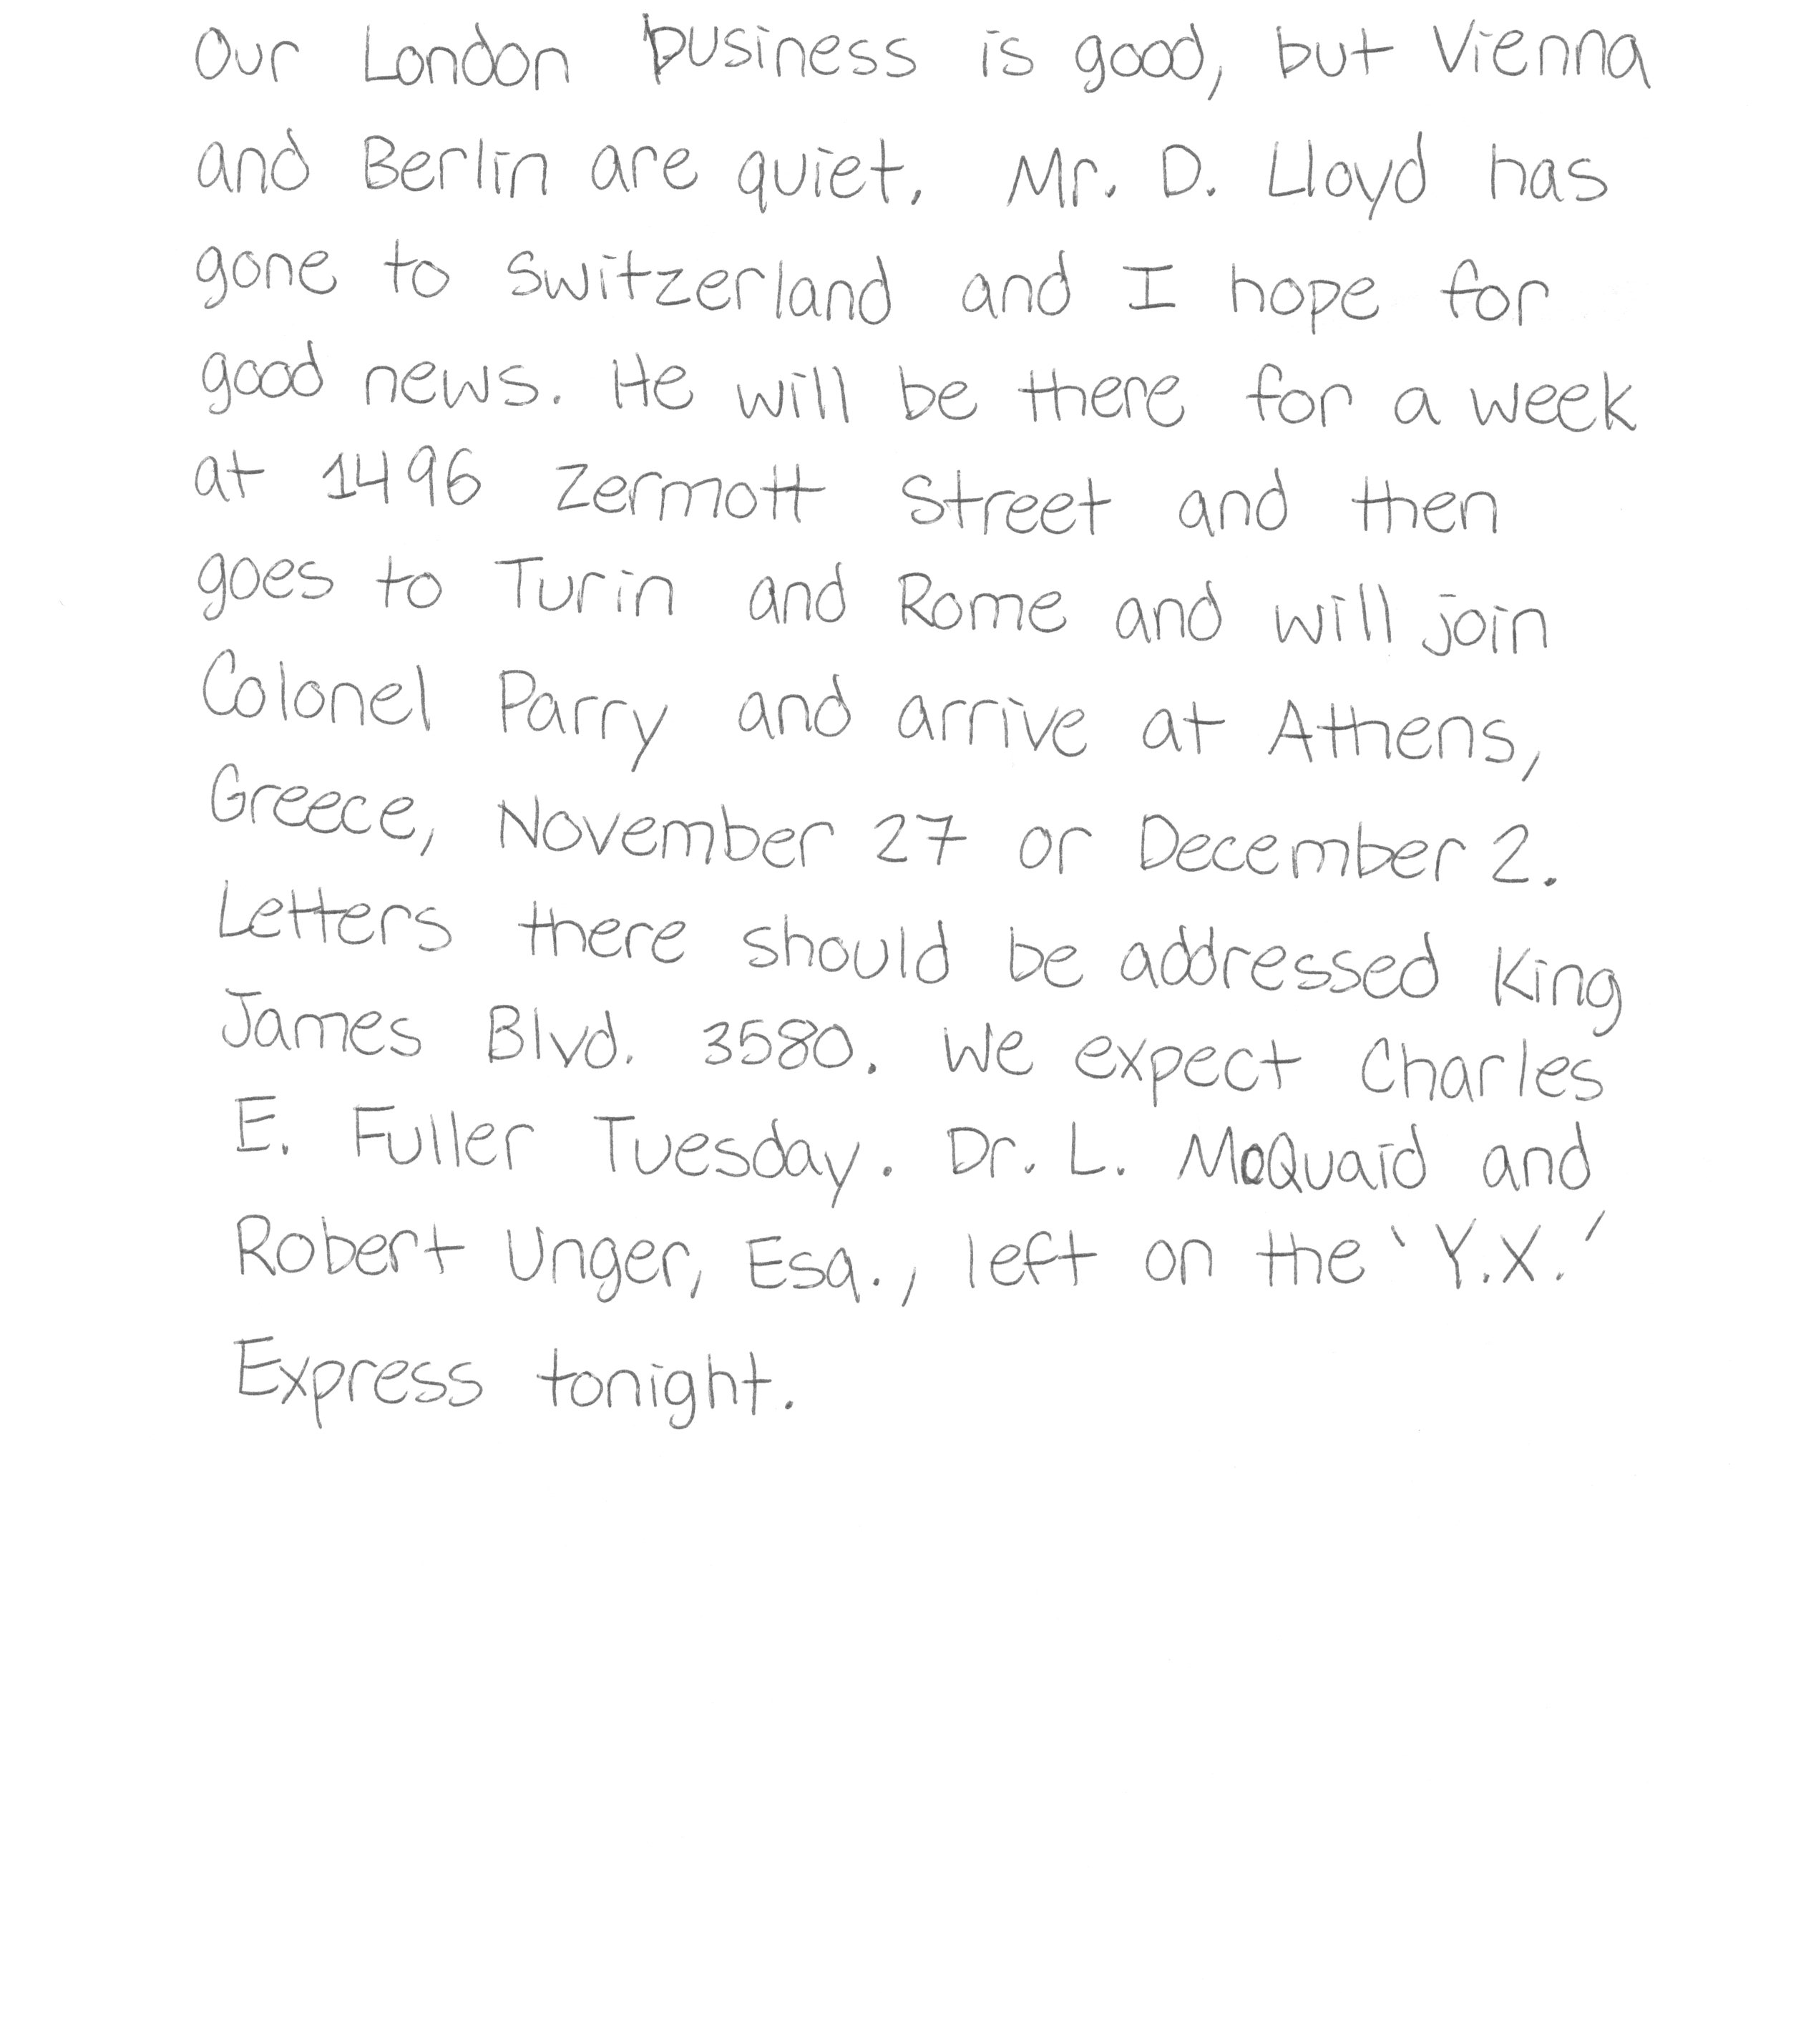 Our London business is good, but Vienna
and Berlin are quiet. Mr. D. Lloyd has
gone to Switzerland and I hope for
good news. He will be there for a week
at 1496 Zermott Street and then
goes to Turin and Rome and will join
Colonel Parry and arrive at Athens,
Greece, November 27 or December 2.
Letters there should be addressed King
James Blvd. 3580. We expect Charles
E. Fuller Tuesday. Dr. L. McQuaid and
Robert Unger, Esq., left on the 'Y.X.'
Express tonight.